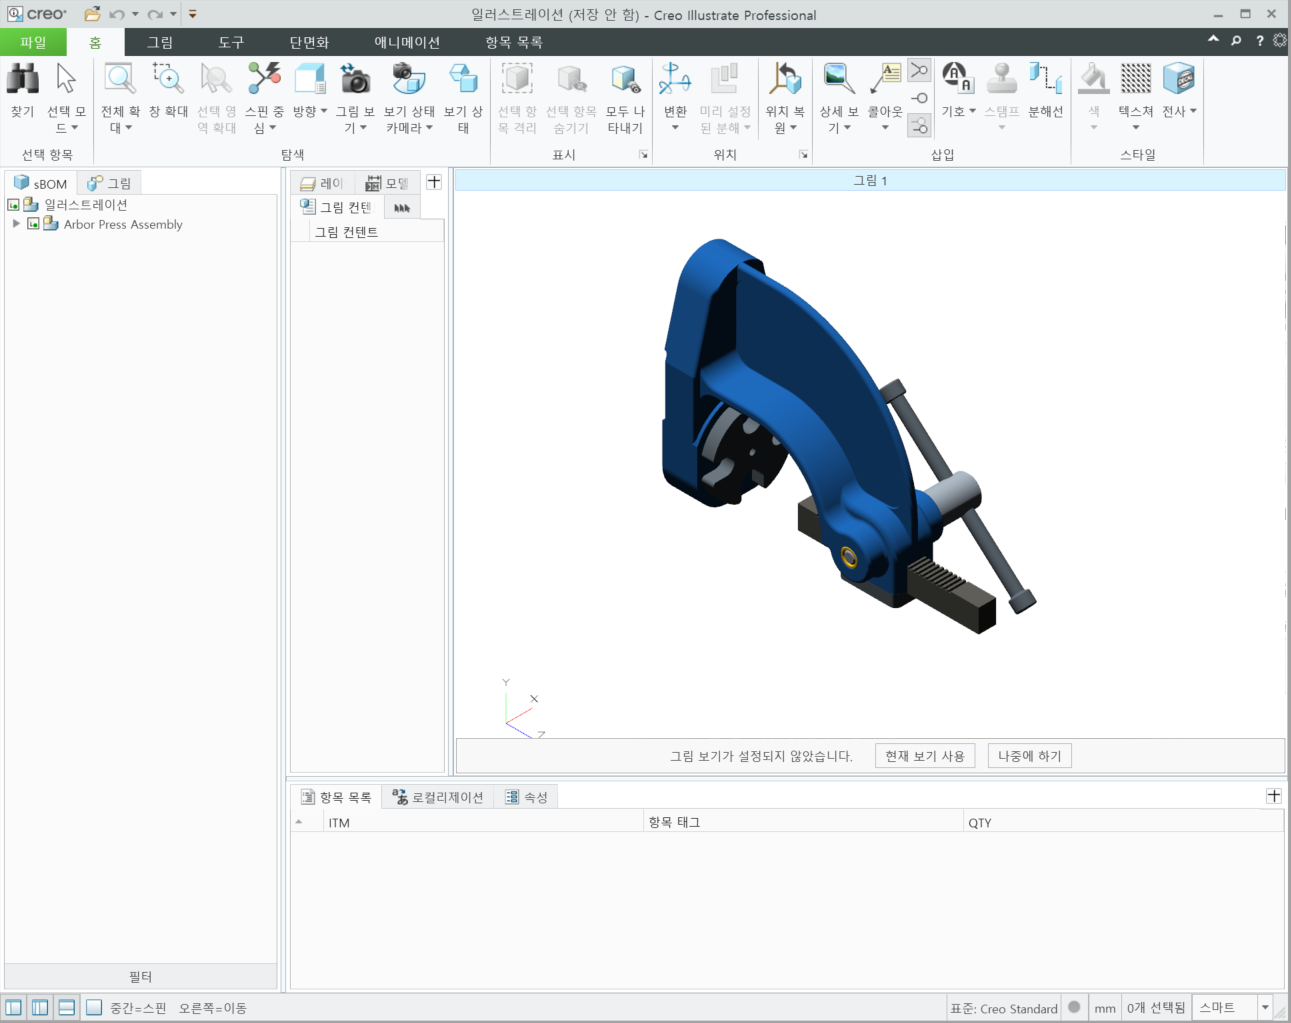 creo
일러스트레이션 (저장 안 함) - Creo Illustrate Professional
파일 홈 그림 도구 단면화 애니메이션 항목 목록
찾기
선택 모드
선택 항목
전체 확대
창 확대
선택 영역 확대
스핀 중심
방향
그림 보기
보기 상태 카메라
보기 상태
탐색
선택 항목 격리
선택 항목 숨기기
모두 나타내기
표시
변환
미리 설정된 분해
위치 복원
위치
상세 보기
콜아웃
기호
스탬프
분해선
삽입
색
텍스쳐
전사
스타일
sBOM 그림
일러스트레이션
Arbor Press Assembly
필터
레이 모델
그림 컨텐
그림 컨텐트
그림 1
Y
X
Z
그림 보기가 설정되지 않았습니다. 현재 보기 사용 나중에 하기
항목 목록 로컬리제이션 속성
ITM 항목 태그 QTY
중간=스핀 오른쪽=이동
표준: Creo Standard mm 0개 선택됨 스마트